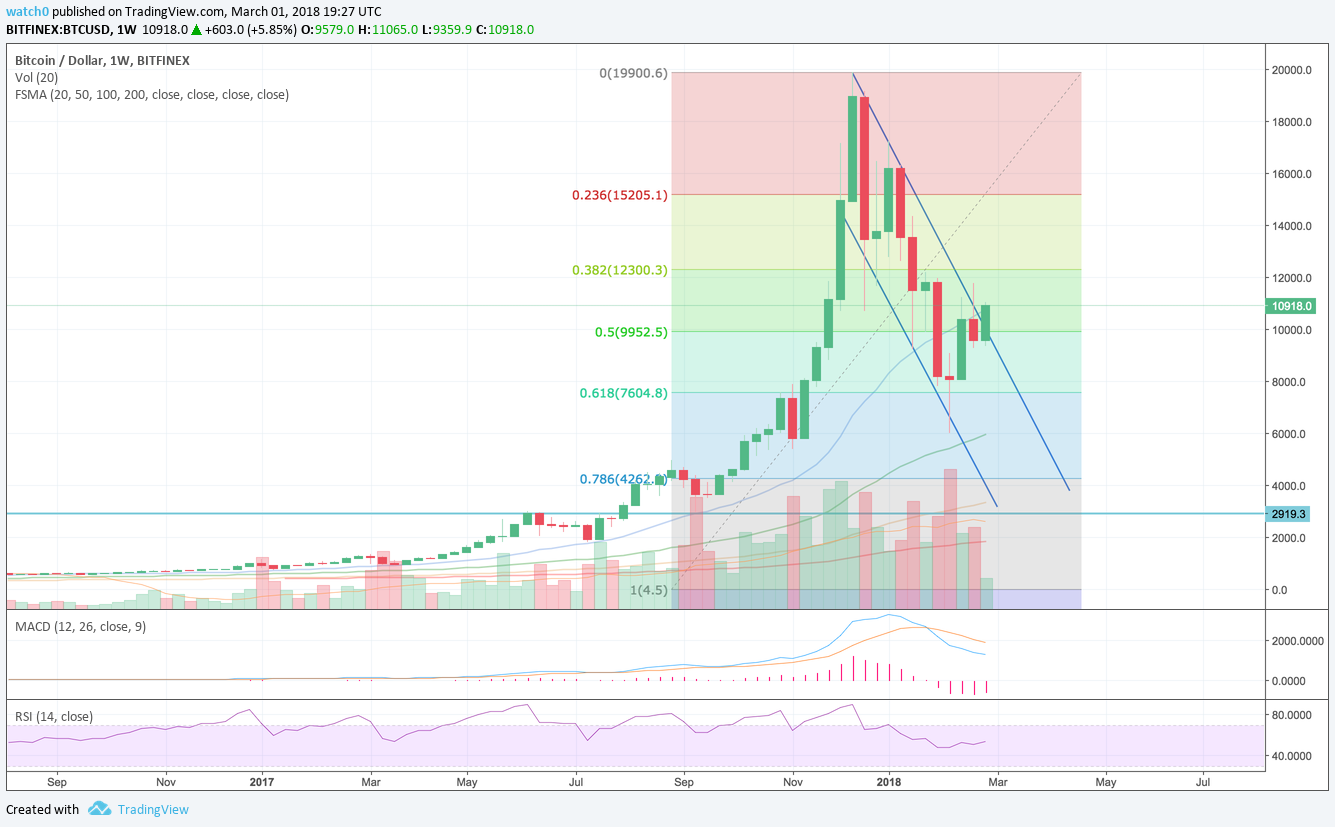 watch0 published on TradingView.com, March 01, 2018 19:27 UTC
BITFINEX:BTCUSD, 1W 10918.0 ▲ +603.0 (+5.85%) O:9579.0 H:11065.0 L:9359.9 C:10918.0
Bitcoin / Dollar, 1W, BITFINEX
Vol (20)
FSMA (20, 50, 100, 200, close, close, close, close)
0(19900.6)
20000.0
18000.0
16000.0
0.236(15205.1)
14000.0
0.382(12300.3)
12000.0
10918.0
0.5(9952.5)
10000.0
8000.0
0.618(7604.8)
6000.0
0.786(4262.2)
4000.0
2919.3
2000.0
1(4.5)
0.0
MACD (12, 26, close, 9)
2000.0000
0.0000
RSI (14, close)
80.0000
40.0000
Sep Nov 2017 Mar May Jul Sep Nov 2018 Mar May Jul
Created with TradingView